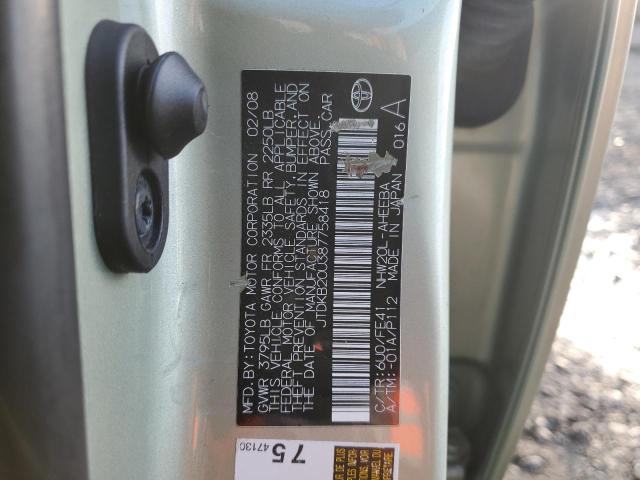 MFD.BY:TOYOTA MOTOR CORPORATION 02/08
GVWR 3795LB GAWR FR 2335LB RR 2250LB
THIS VEHICLE CONFORMS TO ALL APPLICABLE
FEDERAL MOTOR VEHICLE SAFETY, BUMPER, AND
THEFT PREVENTION STANDARDS IN EFFECT ON
THE DATE OF MANUFACTURE SHOWN ABOVE.
JTDKB20U387758418 PASS. CAR
C/TR:6U0/FE41 NHW20L-AHEEBA
A/TM:-01A/P112 MADE IN JAPAN 016 A
75
47130